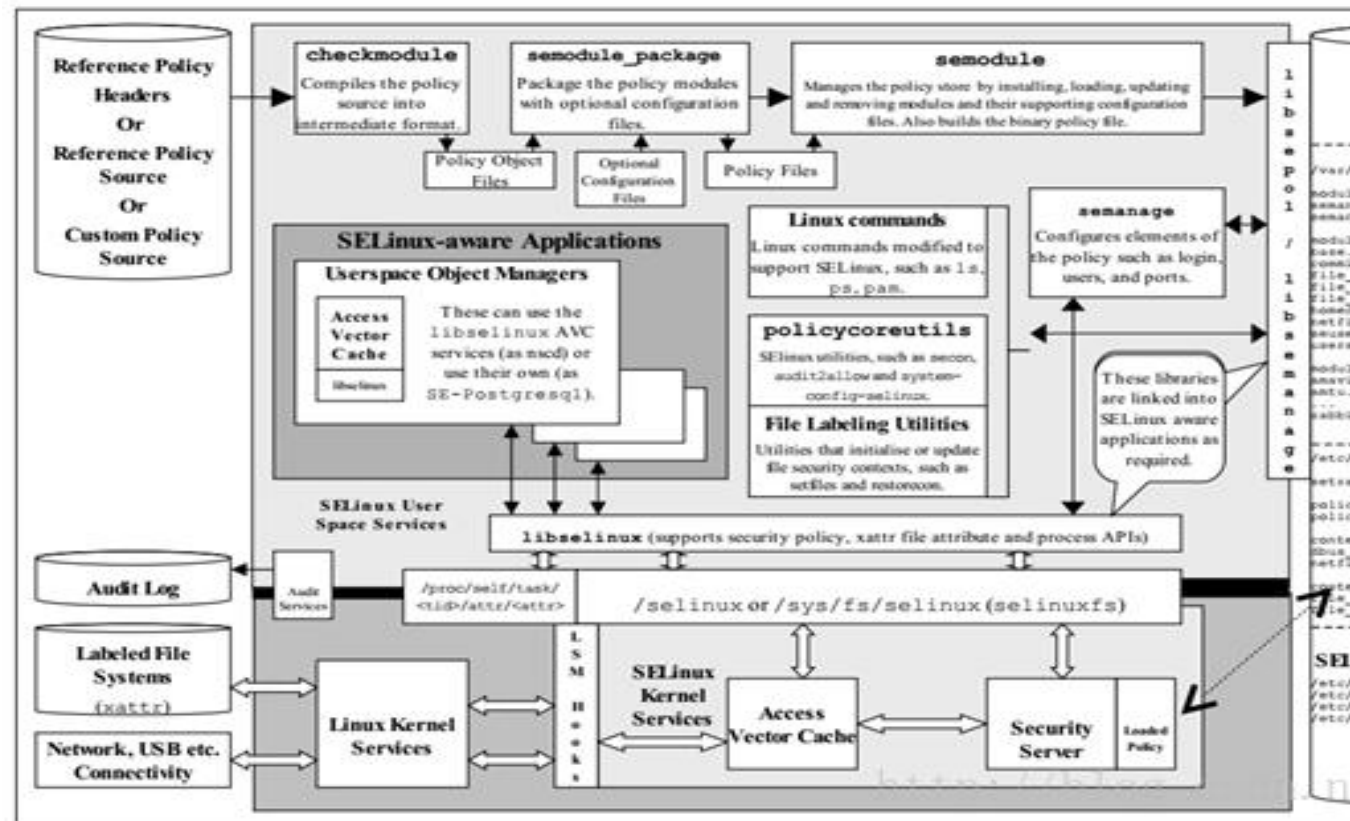 Reference Policy
Headers
Or
Reference Policy
Source
Or
Custom Policy
Source
checkmodule
Compiles the policy
source into
intermediate format.
semodule_package
Package the policy modules
with optional configuration
files.
semodule
Manages the policy store by installing, loading, updating
and removing modules and their supporting configuration
files. Also builds the binary policy file.
Policy Object
Files
Optional
Configuration
Files
Policy Files
libsepol / libsemanage
SELinux-aware Applications
Userspace Object Managers
Access
Vector
Cache
libselinux
These can use the
libselinux AVC
services (as nscd) or
use their own (as
SE-Postgresql).
Linux commands
Linux commands modified to
support SELinux, such as ls,
ps, pam.
policycoreutils
SElinux utilities, such as secon,
audit2allow and system-
config-selinux.
File Labeling Utilities
Utilities that initialise or update
file security contexts, such as
setfiles and restorecon.
semanage
Configures elements of
the policy such as login,
users, and ports.
These libraries
are linked into
SELinux aware
applications as
required.
SELinux User
Space Services
libselinux (supports security policy, xattr file attribute and process APIs)
Audit Log
Audit
Services
/proc/self/task/
<tid>/attr/<attr>
/selinux or /sys/fs/selinux (selinuxfs)
Labeled File
Systems
(xattr)
Network, USB etc.
Connectivity
Linux Kernel
Services
LSM Hooks
SELinux
Kernel
Services
Access
Vector Cache
Security
Server
Loaded
Policy
/var/
/etc/
SEL
/etc/
/etc/
/etc/
/etc/